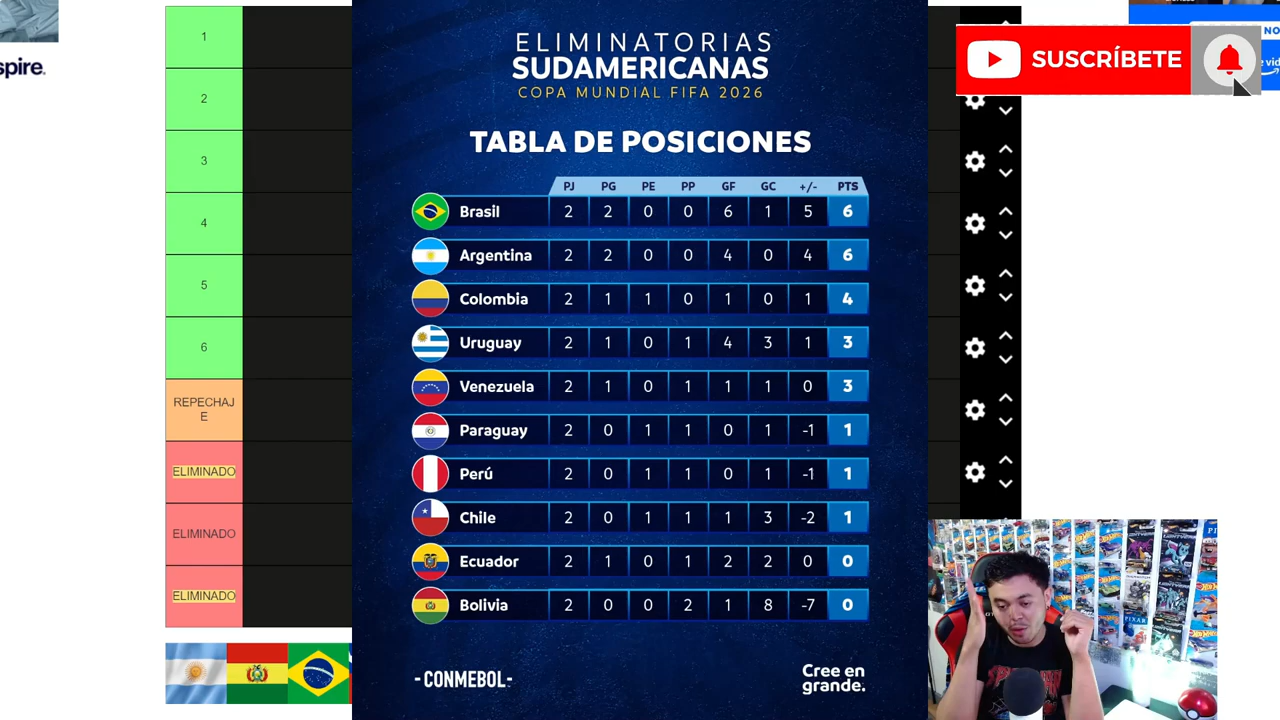 spire.
1
2
3
4
5
6
REPECHAJ
E
ELIMINADO
ELIMINADO
ELIMINADO
ELIMINATORIAS
SUDAMERICANAS
COPA MUNDIAL FIFA 2026
TABLA DE POSICIONES
PJ PG PE PP GF GC +/- PTS
Brasil 2 2 0 0 6 1 5 6
Argentina 2 2 0 0 4 0 4 6
Colombia 2 1 1 0 1 0 1 4
Uruguay 2 1 0 1 4 3 1 3
Venezuela 2 1 0 1 1 1 0 3
Paraguay 2 0 1 1 0 1 -1 1
Perú 2 0 1 1 0 1 -1 1
Chile 2 0 1 1 1 3 -2 1
Ecuador 2 1 0 1 2 2 0 0
Bolivia 2 0 0 2 1 8 -7 0
-CONMEBOL-
Cree en
grande.
SUSCRÍBETE
NO
vid
PIXAR